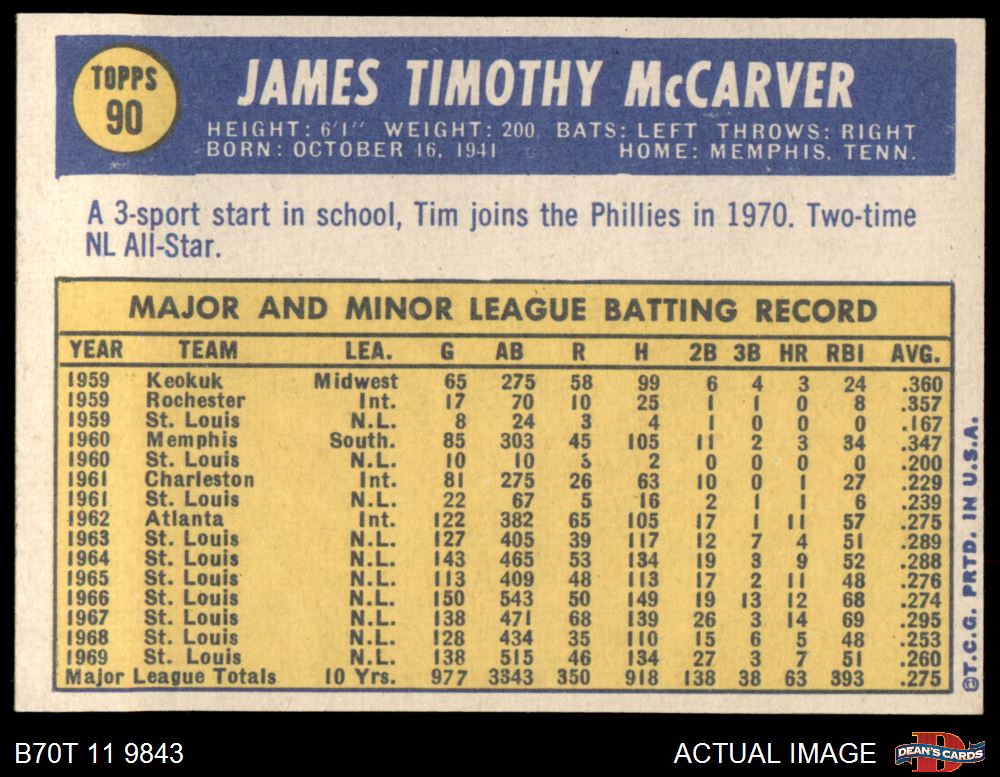 TOPPS
90
JAMES TIMOTHY McCARVER
HEIGHT: 6'1" WEIGHT: 200 BATS: LEFT THROWS: RIGHT
BORN: OCTOBER 16, 1941 HOME: MEMPHIS, TENN.
A 3-sport start in school, Tim joins the Phillies in 1970. Two-time
NL All-Star.
MAJOR AND MINOR LEAGUE BATTING RECORD
YEAR TEAM LEA. G AB R H 2B 3B HR RBI AVG.
1959 Keokuk Midwest 65 275 58 99 6 4 3 24 .360
1959 Rochester Int. 17 70 10 25 1 1 0 8 .357
1959 St. Louis N.L. 8 24 3 4 1 0 0 0 .167
1960 Memphis South. 85 303 45 105 11 2 3 34 .347
1960 St. Louis N.L. 10 10 3 2 0 0 0 0 .200
1961 Charleston Int. 81 275 26 63 10 0 1 27 .229
1961 St. Louis N.L. 22 67 5 16 2 1 1 6 .239
1962 Atlanta Int. 122 382 65 105 17 1 11 57 .275
1963 St. Louis N.L. 127 405 39 117 12 7 4 51 .289
1964 St. Louis N.L. 143 465 53 134 19 3 9 52 .288
1965 St. Louis N.L. 113 409 48 113 17 2 11 48 .276
1966 St. Louis N.L. 150 543 50 149 19 13 12 68 .274
1967 St. Louis N.L. 138 471 68 139 26 3 14 69 .295
1968 St. Louis N.L. 128 434 35 110 15 6 5 48 .253
1969 St. Louis N.L. 138 515 46 134 27 3 7 51 .260
Major League Totals 10 Yrs. 977 3343 350 918 138 38 63 393 .275
©T.C.G. PRTD. IN U.S.A.
B70T 11 9843
ACTUAL IMAGE
D
DEAN'S CARDS